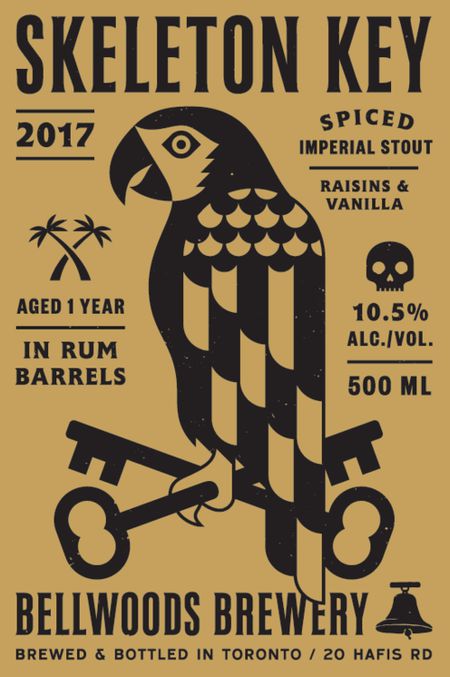 SKELETON KEY
2017
SPICED
IMPERIAL STOUT
RAISINS &
VANILLA
AGED 1 YEAR
IN RUM
BARRELS
10.5%
ALC./VOL.
500 ML
BELLWOODS BREWERY
BREWED & BOTTLED IN TORONTO / 20 HAFIS RD